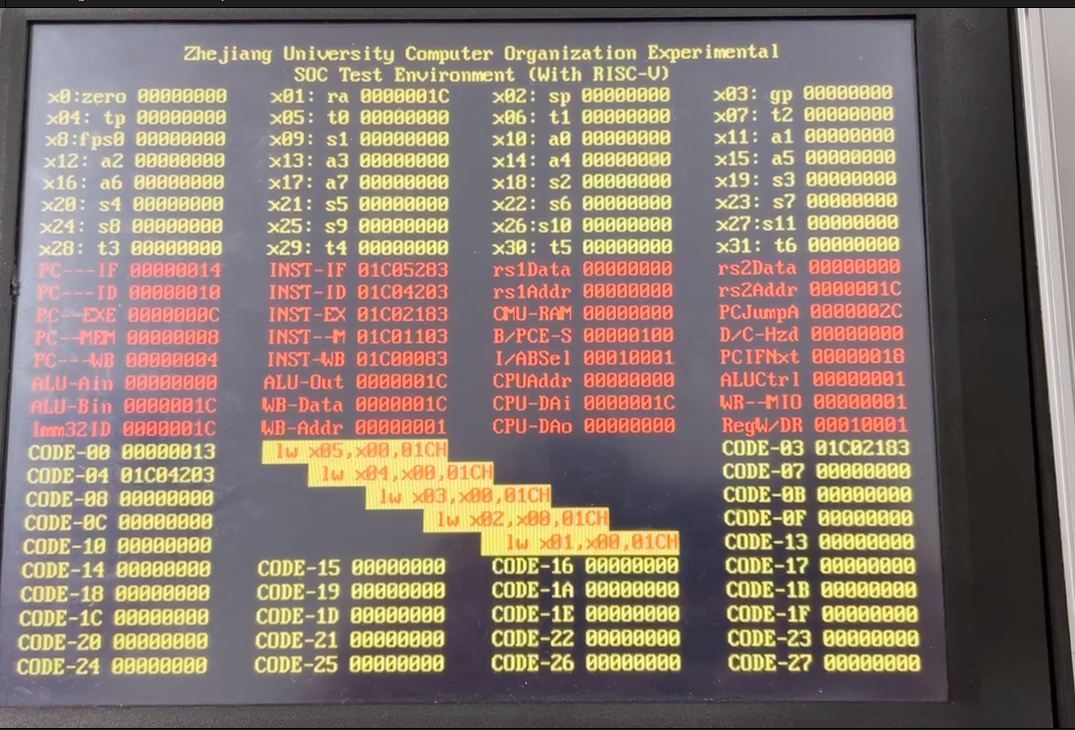 Zhejiang University Computer Organization Experimental
SOC Test Environment (With RISC-V)
x0:zero 00000000 x01: ra 0000001C x02: sp 00000000 x03: gp 00000000
x04: tp 00000000 x05: t0 00000000 x06: t1 00000000 x07: t2 00000000
x8:fps0 00000000 x09: s1 00000000 x10: a0 00000000 x11: a1 00000000
x12: a2 00000000 x13: a3 00000000 x14: a4 00000000 x15: a5 00000000
x16: a6 00000000 x17: a7 00000000 x18: s2 00000000 x19: s3 00000000
x20: s4 00000000 x21: s5 00000000 x22: s6 00000000 x23: s7 00000000
x24: s8 00000000 x25: s9 00000000 x26:s10 00000000 x27:s11 00000000
x28: t3 00000000 x29: t4 00000000 x30: t5 00000000 x31: t6 00000000
PC---IF 00000014 INST-IF 01C05283 rs1Data 00000000 rs2Data 00000000
PC---ID 00000010 INST-ID 01C04203 rs1Addr 00000000 rs2Addr 0000001C
PC--EXE 0000000C INST-EX 01C02183 CMU-RAM 00000000 PCJumpA 0000002C
PC--MEM 00000008 INST--M 01C01103 B/PCE-S 00000100 D/C-Hzd 00000000
PC---WB 00000004 INST-WB 01C00083 I/ABSel 00010001 PCIFNxt 00000018
ALU-Ain 00000000 ALU-Out 0000001C CPUAddr 00000000 ALUCtrl 00000001
ALU-Bin 0000001C WB-Data 0000001C CPU-DAi 0000001C WR--MIO 00000001
Imm32ID 0000001C WB-Addr 00000001 CPU-DAo 00000000 RegW/DR 00010001
CODE-00 00000013 lw x05,x00,01CH CODE-03 01C02183
CODE-04 01C04203 lw x04,x00,01CH CODE-07 00000000
CODE-08 00000000 lw x03,x00,01CH CODE-0B 00000000
CODE-0C 00000000 lw x02,x00,01CH CODE-0F 00000000
CODE-10 00000000 lw x01,x00,01CH CODE-13 00000000
CODE-14 00000000 CODE-15 00000000 CODE-16 00000000 CODE-17 00000000
CODE-18 00000000 CODE-19 00000000 CODE-1A 00000000 CODE-1B 00000000
CODE-1C 00000000 CODE-1D 00000000 CODE-1E 00000000 CODE-1F 00000000
CODE-20 00000000 CODE-21 00000000 CODE-22 00000000 CODE-23 00000000
CODE-24 00000000 CODE-25 00000000 CODE-26 00000000 CODE-27 00000000